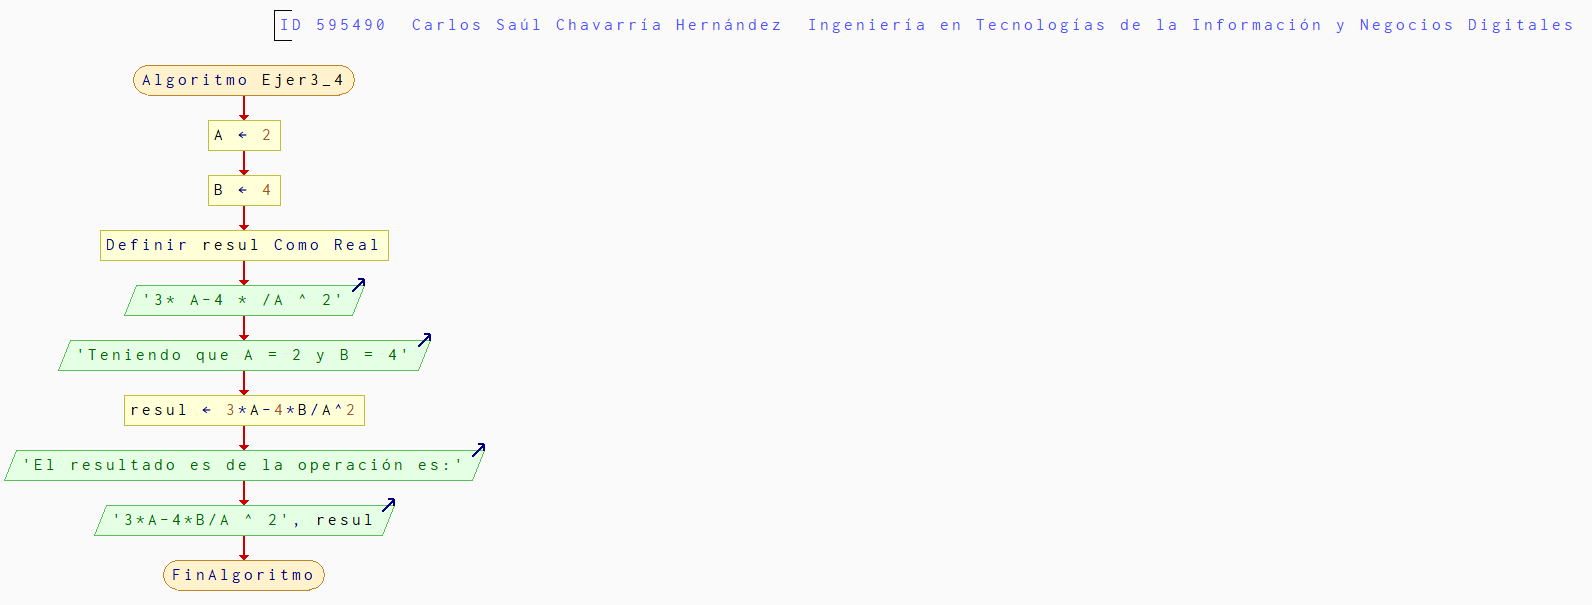 ID 595490  Carlos Saúl Chavarría Hernández  Ingeniería en Tecnologías de la Información y Negocios Digitales
Algoritmo Ejer3_4
A ← 2
B ← 4
Definir resul Como Real
'3* A-4 * /A ^ 2'
'Teniendo que A = 2 y B = 4'
resul ← 3*A-4*B/A^2
'El resultado es de la operación es:'
'3*A-4*B/A ^ 2', resul
FinAlgoritmo